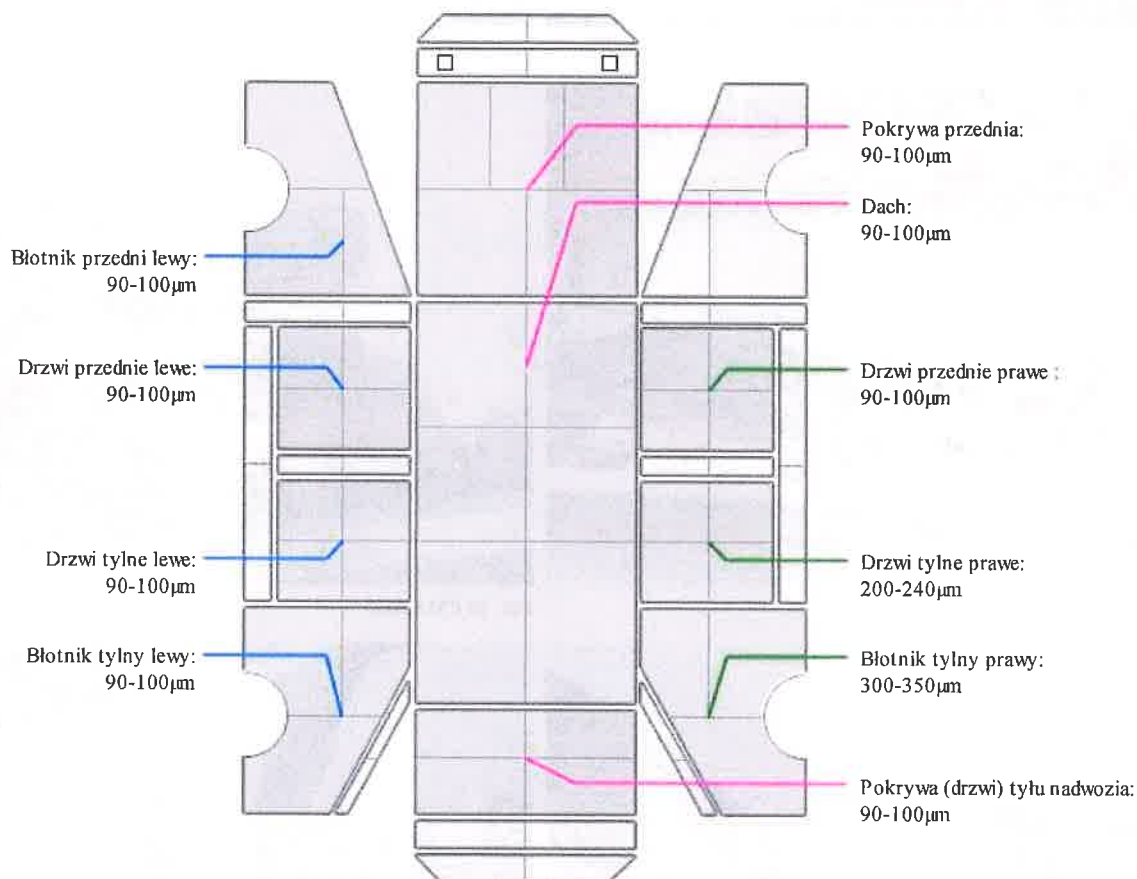 Pokrywa przednia:
90-100µm
Dach:
90-100µm
Błotnik przedni lewy:
90-100µm
Drzwi przednie lewe:
90-100µm
Drzwi przednie prawe :
90-100µm
Drzwi tylne lewe:
90-100µm
Drzwi tylne prawe:
200-240µm
Błotnik tylny lewy:
90-100µm
Błotnik tylny prawy:
300-350µm
Pokrywa (drzwi) tyłu nadwozia:
90-100µm